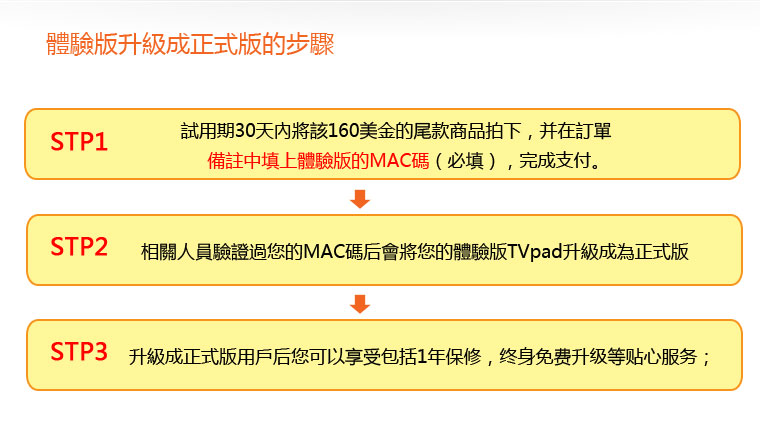 體驗版升級成正式版的步驟
STP1
試用期30天內將該160美金的尾款商品拍下，并在訂單
備註中填上體驗版的MAC碼（必填），完成支付。
STP2
相關人員驗證過您的MAC碼后會將您的體驗版TVpad升級成為正式版
STP3
升級成正式版用戶后您可以享受包括1年保修，终身免费升级等贴心服务；